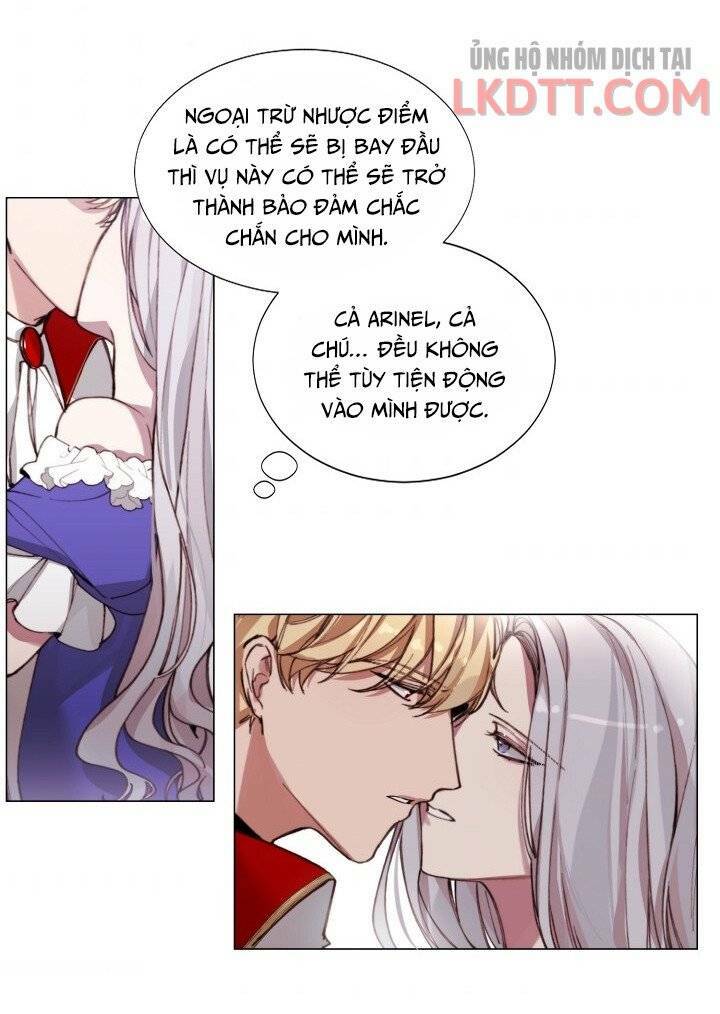 ỦNG HỘ NHÓM DỊCH TẠI
LKDTT.COM
NGOẠI TRỪ NHƯỢC ĐIỂM
LÀ CÓ THỂ SẼ BỊ BAY ĐẦU
THÌ VỤ NÀY CÓ THỂ SẼ TRỞ
THÀNH BẢO ĐẢM CHẮC
CHẮN CHO MÌNH.
CẢ ARINEL, CẢ
CHÚ... ĐỀU KHÔNG
THỂ TÙY TIỆN ĐỘNG
VÀO MÌNH ĐƯỢC.